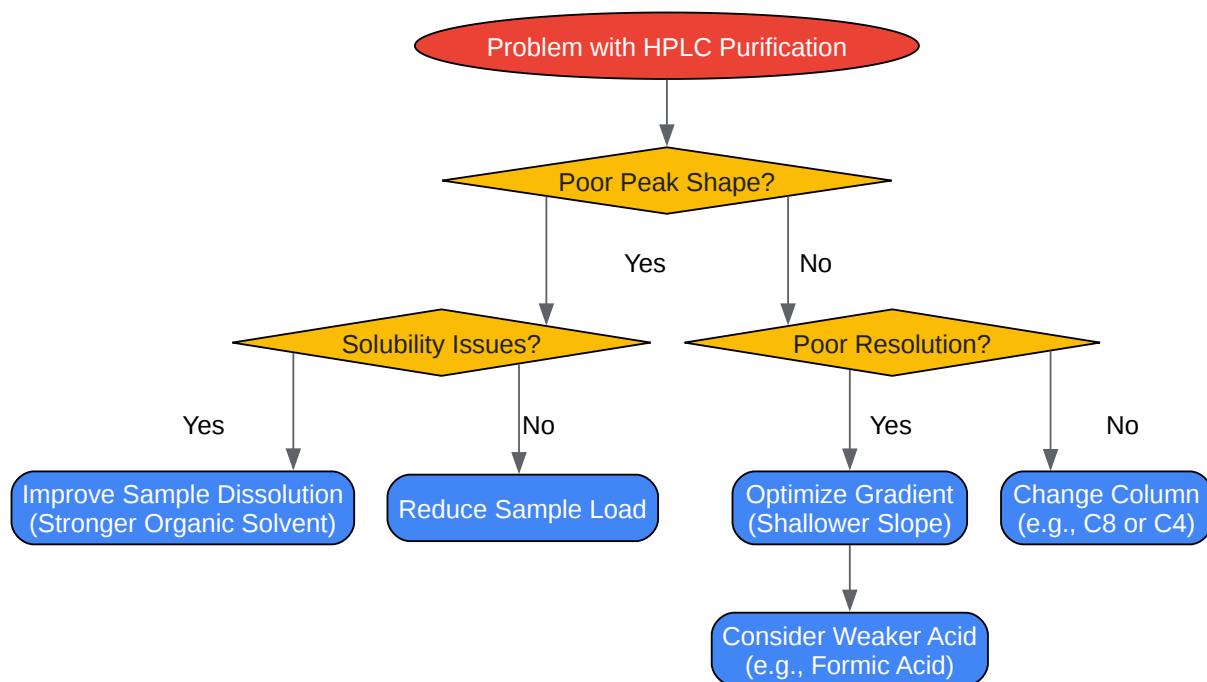 Problem with HPLC Purification
Poor Peak Shape?
Yes
No
Solubility Issues?
Poor Resolution?
Yes
No
Yes
No
Improve Sample Dissolution
(Stronger Organic Solvent)
Reduce Sample Load
Optimize Gradient
(Shallower Slope)
Change Column
(e.g., C8 or C4)
Consider Weaker Acid
(e.g., Formic Acid)